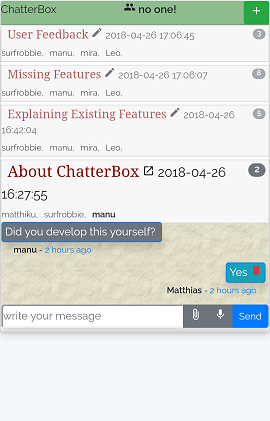 ChatterBox no one! +
User Feedback 2018-04-26 17:06:45 3
surfrobbie, manu, mira, Leo,
Missing Features 2018-04-26 17:06:07 8
surfrobbie, manu, mira, Leo,
Explaining Existing Features 2018-04-26 5
16:42:04
surfrobbie, manu, mira, Leo,
About ChatterBox 2018-04-26 2
16:27:55
matthiku, surfrobbie, manu
Did you develop this yourself?
manu - 2 hours ago
Yes
Matthias - 2 hours ago
write your message Send